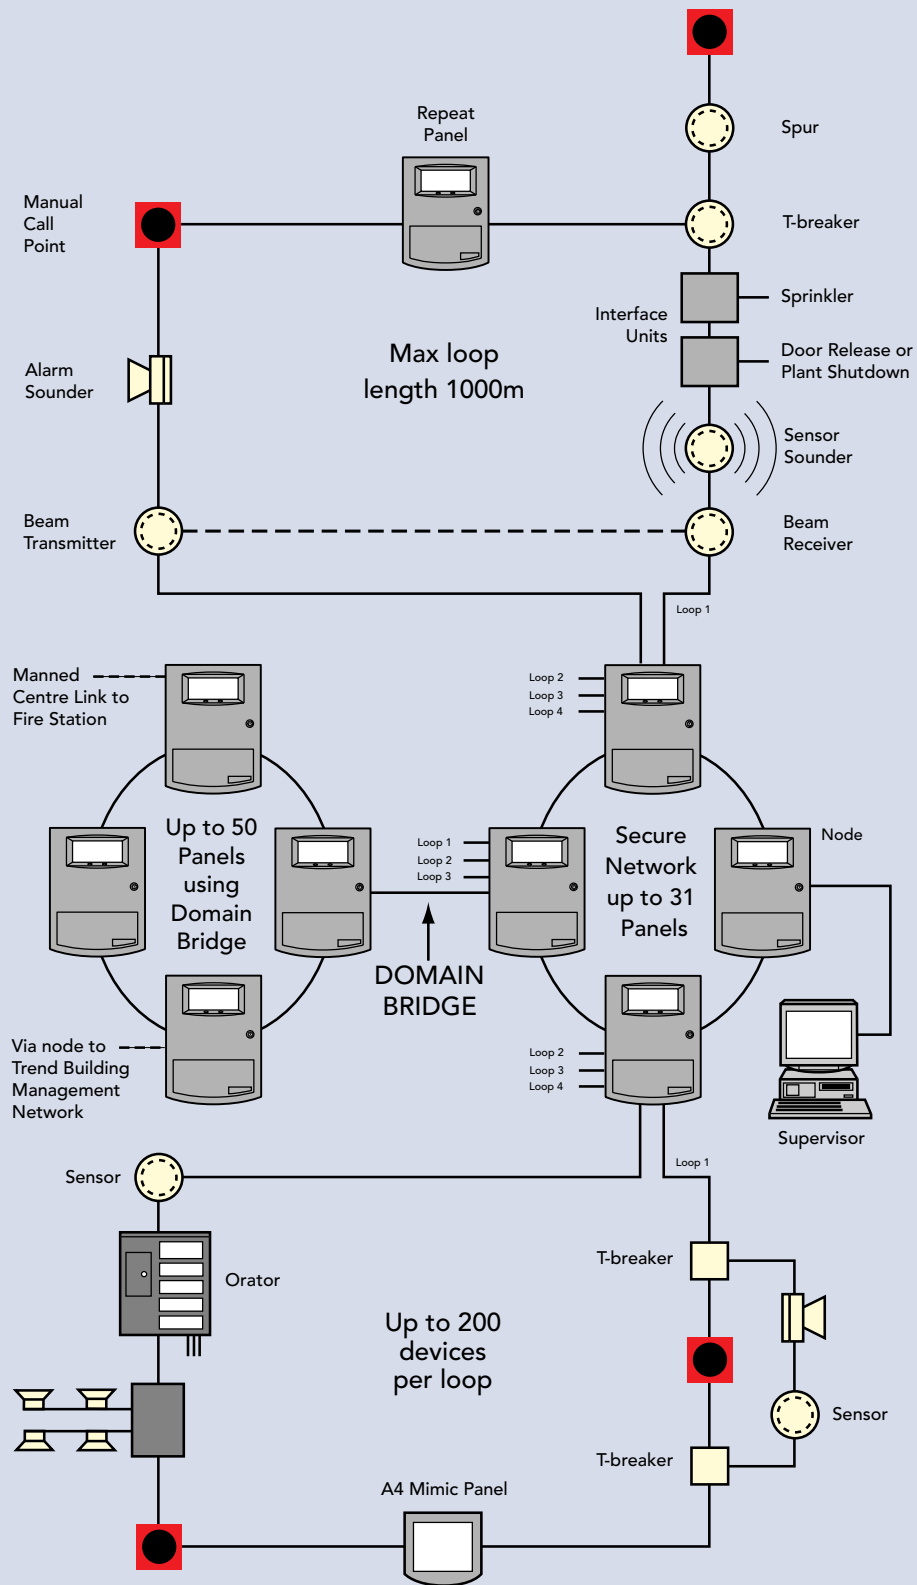 Repeat
Panel
Spur
Manual
Call
Point
T-breaker
Interface
Units
Sprinkler
Door Release or
Plant Shutdown
Max loop
length 1000m
Alarm
Sounder
Sensor
Sounder
Beam
Transmitter
Beam
Receiver
Loop 1
Manned
Centre Link to
Fire Station
Loop 2
Loop 3
Loop 4
Up to 50
Panels
using
Domain
Bridge
Loop 1
Loop 2
Loop 3
Secure
Network
up to 31
Panels
Node
DOMAIN
BRIDGE
Via node to
Trend Building
Management
Network
Loop 2
Loop 3
Loop 4
Supervisor
Sensor
Loop 1
Orator
T-breaker
Up to 200
devices
per loop
Sensor
T-breaker
A4 Mimic Panel